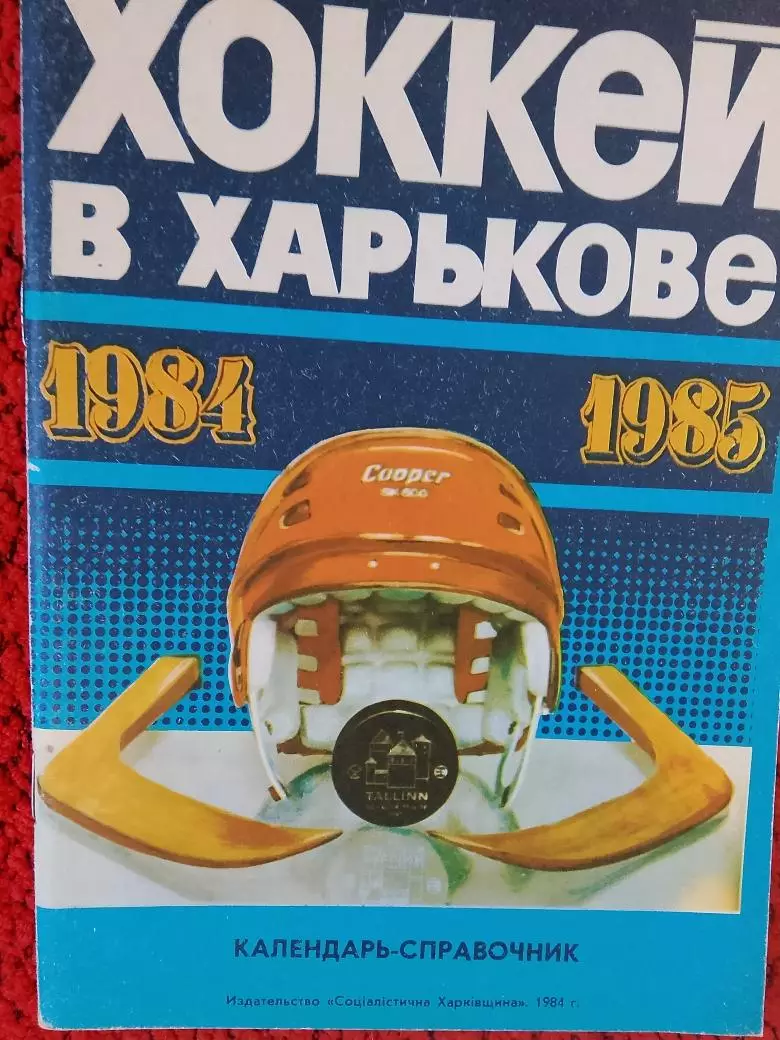 ХОККЕЙ
В ХАРЬКОВЕ
1984 1985
Cooper
SK 600
TALLINN
КАЛЕНДАРЬ-СПРАВОЧНИК
Издательство «Соціалістична Харківщина». 1984 г.